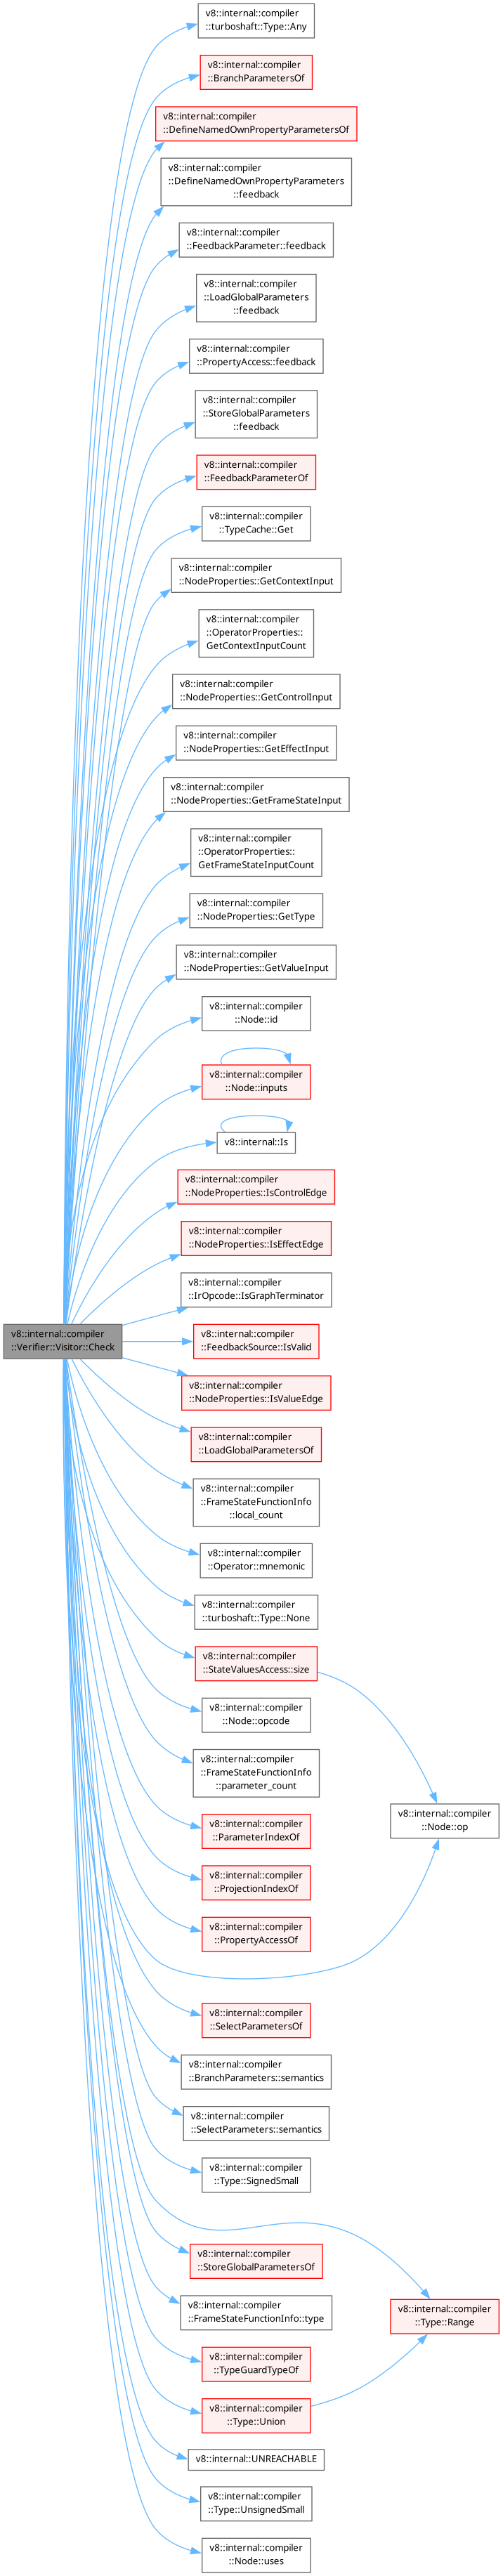 v8::internal::compiler
::turboshaft::Type::Any
v8::internal::compiler
::BranchParametersOf
v8::internal::compiler
::DefineNamedOwnPropertyParametersOf
v8::internal::compiler
::DefineNamedOwnPropertyParameters
::feedback
v8::internal::compiler
::FeedbackParameter::feedback
v8::internal::compiler
::LoadGlobalParameters
::feedback
v8::internal::compiler
::PropertyAccess::feedback
v8::internal::compiler
::StoreGlobalParameters
::feedback
v8::internal::compiler
::FeedbackParameterOf
v8::internal::compiler
::TypeCache::Get
v8::internal::compiler
::NodeProperties::GetContextInput
v8::internal::compiler
::OperatorProperties::
GetContextInputCount
v8::internal::compiler
::NodeProperties::GetControlInput
v8::internal::compiler
::NodeProperties::GetEffectInput
v8::internal::compiler
::NodeProperties::GetFrameStateInput
v8::internal::compiler
::OperatorProperties::
GetFrameStateInputCount
v8::internal::compiler
::NodeProperties::GetType
v8::internal::compiler
::NodeProperties::GetValueInput
v8::internal::compiler
::Node::id
v8::internal::compiler
::Node::inputs
v8::internal::Is
v8::internal::compiler
::NodeProperties::IsControlEdge
v8::internal::compiler
::NodeProperties::IsEffectEdge
v8::internal::compiler
::IrOpcode::IsGraphTerminator
v8::internal::compiler
::Verifier::Visitor::Check
v8::internal::compiler
::FeedbackSource::IsValid
v8::internal::compiler
::NodeProperties::IsValueEdge
v8::internal::compiler
::LoadGlobalParametersOf
v8::internal::compiler
::FrameStateFunctionInfo
::local_count
v8::internal::compiler
::Operator::mnemonic
v8::internal::compiler
::turboshaft::Type::None
v8::internal::compiler
::StateValuesAccess::size
v8::internal::compiler
::Node::opcode
v8::internal::compiler
::FrameStateFunctionInfo
::parameter_count
v8::internal::compiler
::Node::op
v8::internal::compiler
::ParameterIndexOf
v8::internal::compiler
::ProjectionIndexOf
v8::internal::compiler
::PropertyAccessOf
v8::internal::compiler
::SelectParametersOf
v8::internal::compiler
::BranchParameters::semantics
v8::internal::compiler
::SelectParameters::semantics
v8::internal::compiler
::Type::SignedSmall
v8::internal::compiler
::StoreGlobalParametersOf
v8::internal::compiler
::FrameStateFunctionInfo::type
v8::internal::compiler
::Type::Range
v8::internal::compiler
::TypeGuardTypeOf
v8::internal::compiler
::Type::Union
v8::internal::UNREACHABLE
v8::internal::compiler
::Type::UnsignedSmall
v8::internal::compiler
::Node::uses